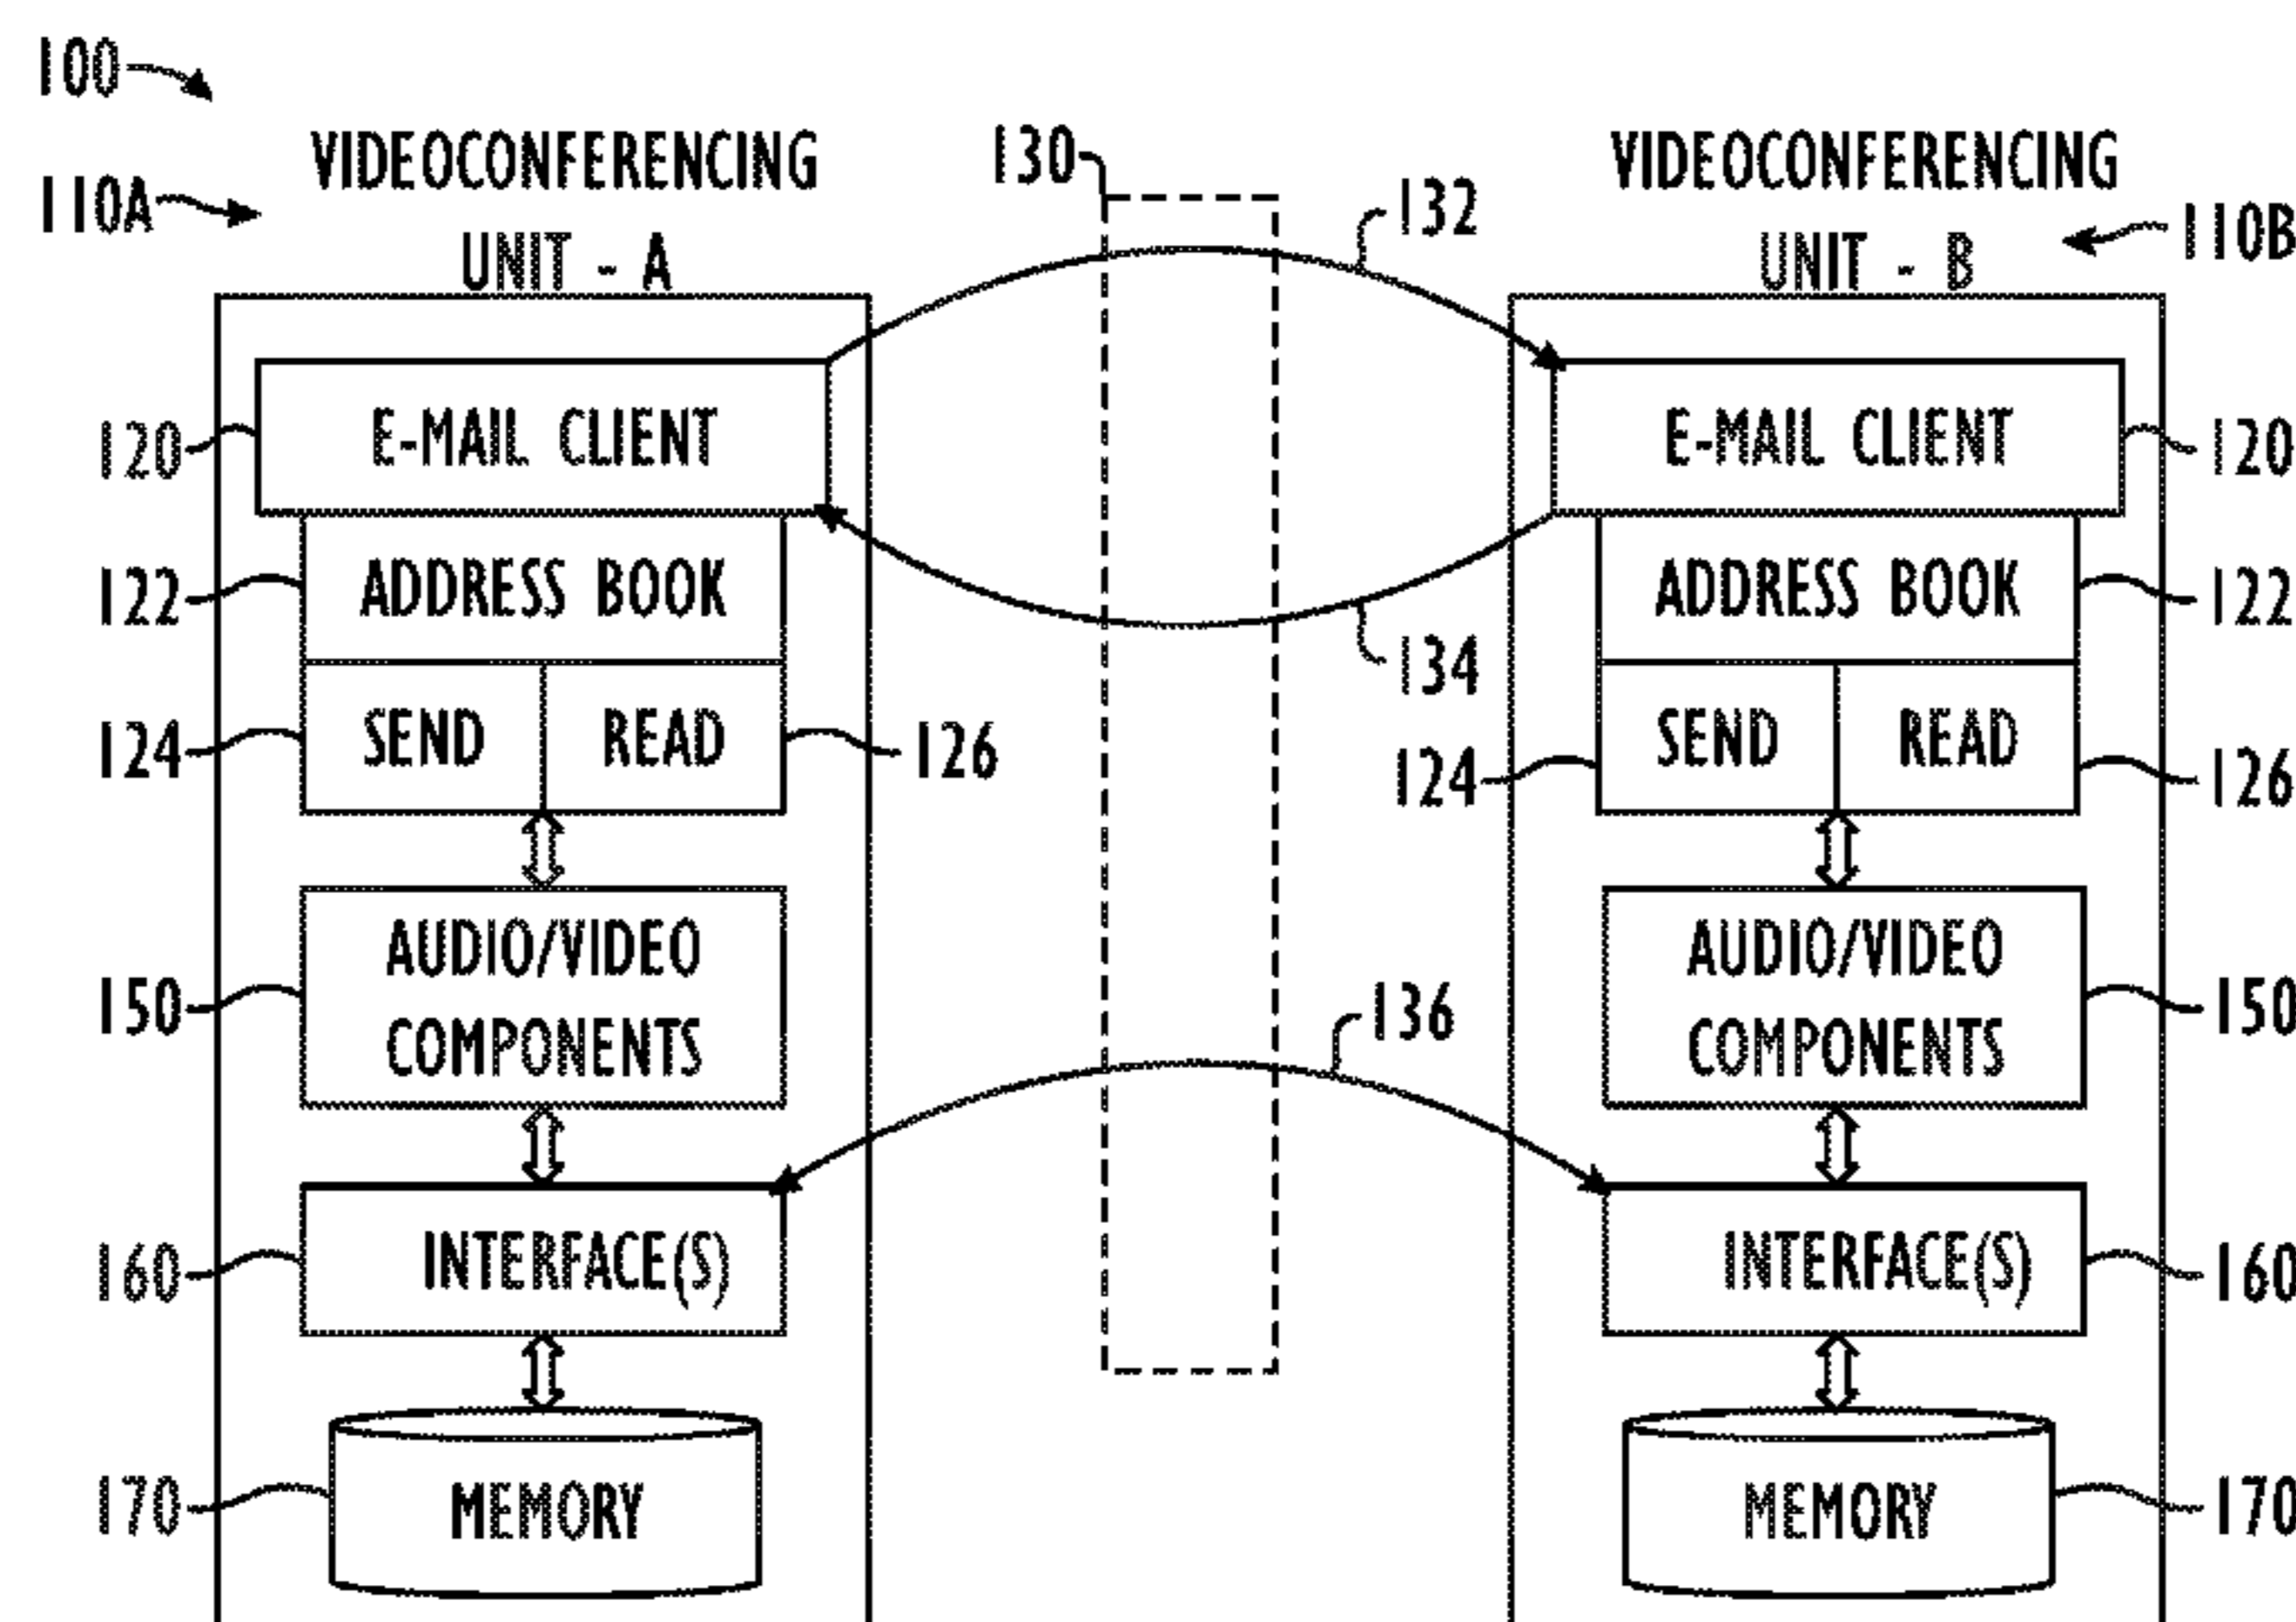 100
110A
VIDEOCONFERENCING
UNIT - A
130
132
VIDEOCONFERENCING
UNIT - B
110B
120
E-MAIL CLIENT
E-MAIL CLIENT
120
122
ADDRESS BOOK
ADDRESS BOOK
122
134
124
SEND
READ
126
124
SEND
READ
126
150
AUDIO/VIDEO
COMPONENTS
136
AUDIO/VIDEO
COMPONENTS
150
160
INTERFACE(S)
INTERFACE(S)
160
170
MEMORY
MEMORY
170